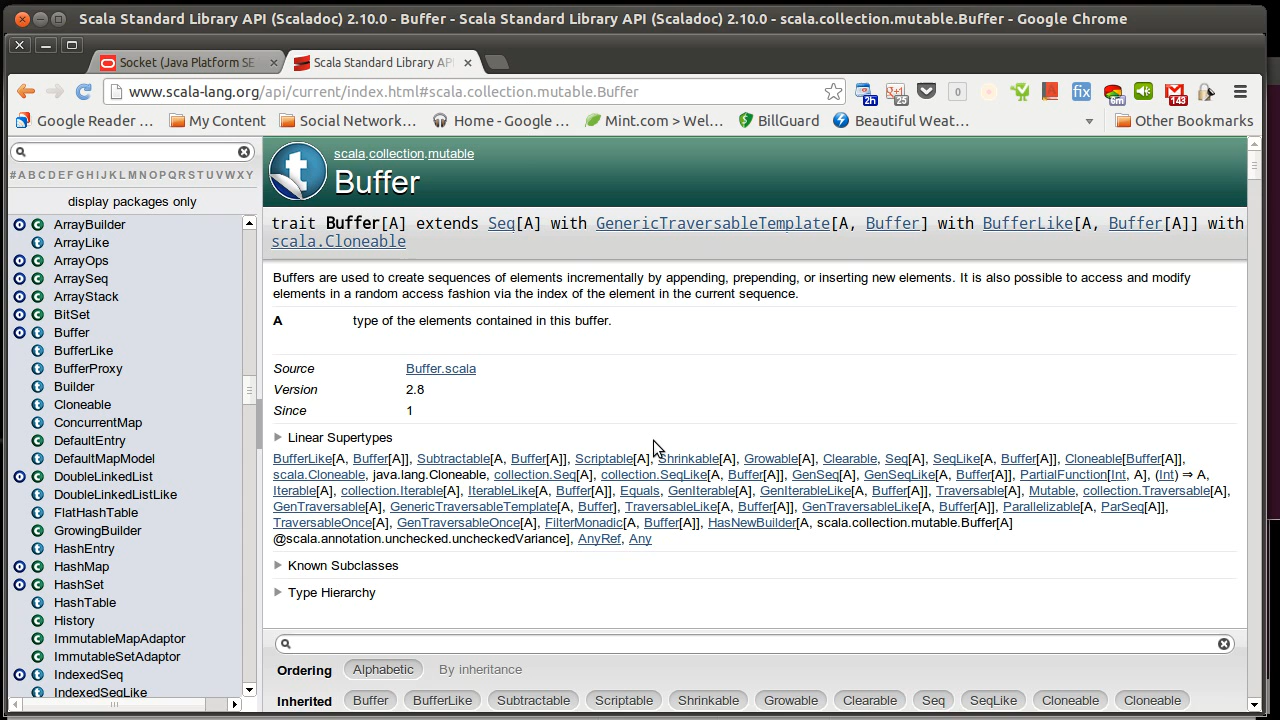 Scala Standard Library API (Scaladoc) 2.10.0 - Buffer - Scala Standard Library API (Scaladoc) 2.10.0 - scala.collection.mutable.Buffer - Google Chrome
Socket (Java Platform SE
Scala Standard Library AP
www.scala-lang.org/api/current/index.html#scala.collection.mutable.Buffer
2h
25
0
fix
6m
143
Google Reader ...
My Content
Social Network...
Home - Google ...
Mint.com > Wel...
BillGuard
Beautiful Weat...
Other Bookmarks
#ABCDEFGHIJKLMNOPQRSTUVWXY
display packages only
ArrayBuilder
ArrayLike
ArrayOps
ArraySeq
ArrayStack
BitSet
Buffer
BufferLike
BufferProxy
Builder
Cloneable
ConcurrentMap
DefaultEntry
DefaultMapModel
DoubleLinkedList
DoubleLinkedListLike
FlatHashTable
GrowingBuilder
HashEntry
HashMap
HashSet
HashTable
History
ImmutableMapAdaptor
ImmutableSetAdaptor
IndexedSeq
IndexedSeqLike
scala.collection.mutable
Buffer
trait Buffer[A] extends Seq[A] with GenericTraversableTemplate[A, Buffer] with BufferLike[A, Buffer[A]] with
scala.Cloneable
Buffers are used to create sequences of elements incrementally by appending, prepending, or inserting new elements. It is also possible to access and modify
elements in a random access fashion via the index of the element in the current sequence.
A type of the elements contained in this buffer.
Source Buffer.scala
Version 2.8
Since 1
Linear Supertypes
BufferLike[A, Buffer[A]], Subtractable[A, Buffer[A]], Scriptable[A], Shrinkable[A], Growable[A], Clearable, Seq[A], SeqLike[A, Buffer[A]], Cloneable[Buffer[A]],
scala.Cloneable, java.lang.Cloneable, collection.Seq[A], collection.SeqLike[A, Buffer[A]], GenSeq[A], GenSeqLike[A, Buffer[A]], PartialFunction[Int, A], (Int) ⇒ A,
Iterable[A], collection.Iterable[A], IterableLike[A, Buffer[A]], Equals, GenIterable[A], GenIterableLike[A, Buffer[A]], Traversable[A], Mutable, collection.Traversable[A],
GenTraversable[A], GenericTraversableTemplate[A, Buffer], TraversableLike[A, Buffer[A]], GenTraversableLike[A, Buffer[A]], Parallelizable[A, ParSeq[A]],
TraversableOnce[A], GenTraversableOnce[A], FilterMonadic[A, Buffer[A]], HasNewBuilder[A, scala.collection.mutable.Buffer[A]
@scala.annotation.unchecked.uncheckedVariance], AnyRef, Any
Known Subclasses
Type Hierarchy
Ordering Alphabetic By inheritance
Inherited Buffer BufferLike Subtractable Scriptable Shrinkable Growable Clearable Seq SeqLike Cloneable Cloneable